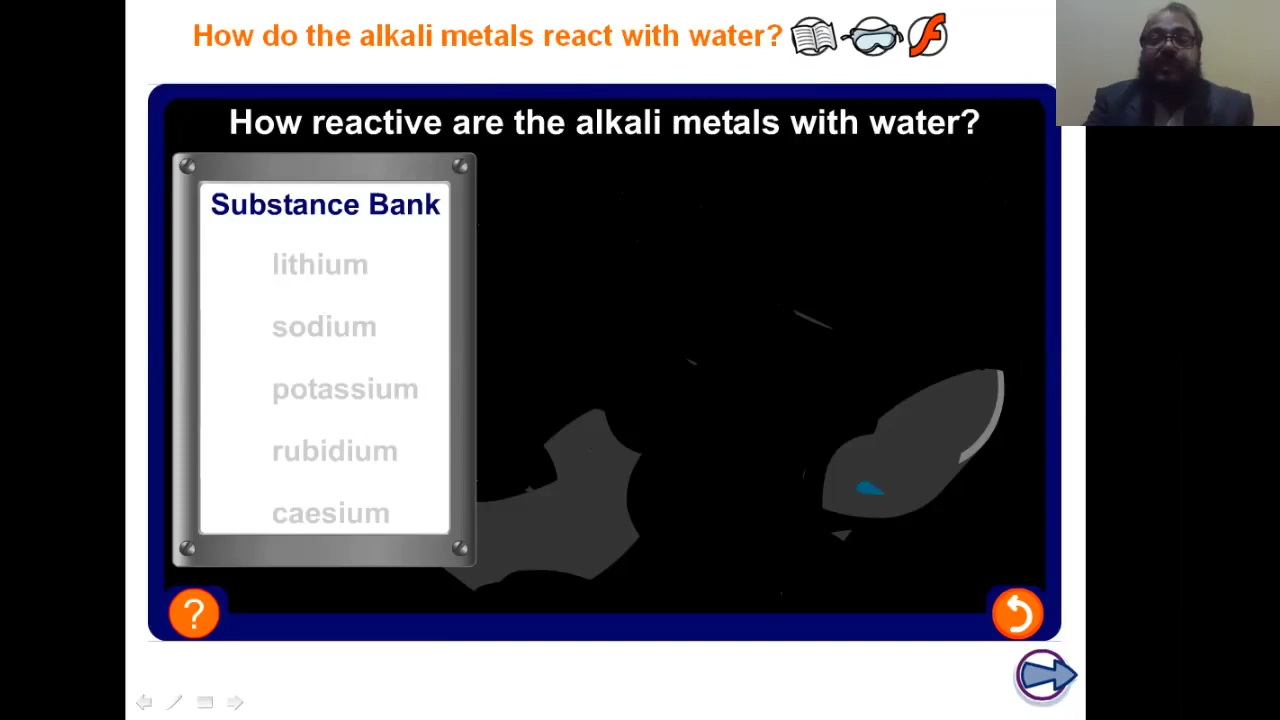 How do the alkali metals react with water?
How reactive are the alkali metals with water?
Substance Bank
lithium
sodium
potassium
rubidium
caesium
?